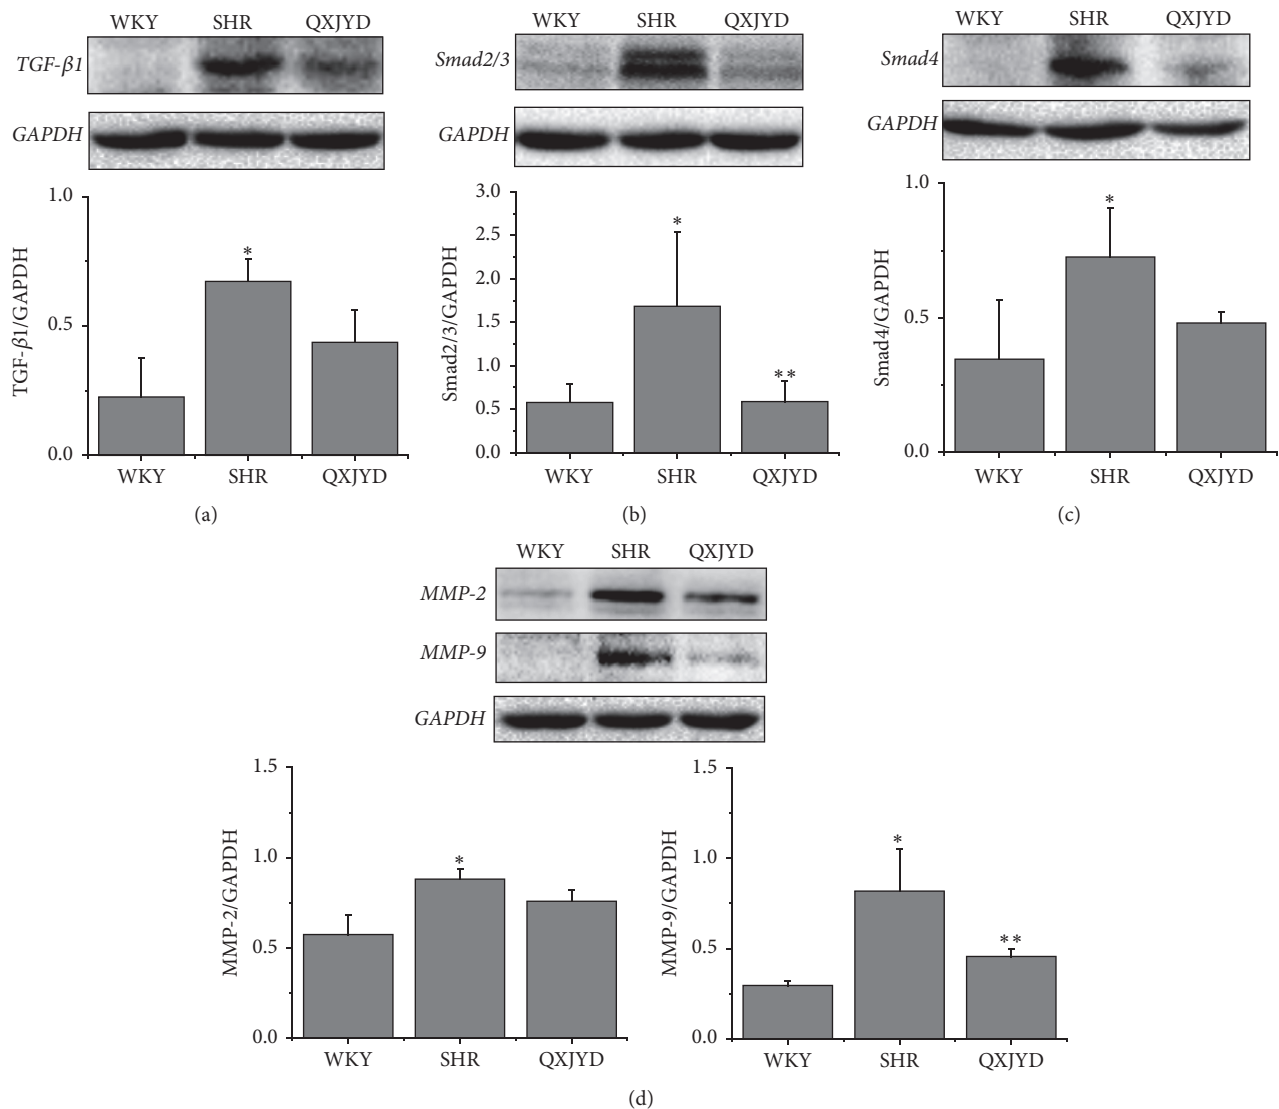 WKY SHR QXJYD
TGF-β1
GAPDH
1.0
0.5
0.0
TGF-β1/GAPDH
*
WKY SHR QXJYD
(a)
WKY SHR QXJYD
Smad2/3
GAPDH
3.0
2.5
2.0
1.5
1.0
0.5
0.0
Smad2/3/GAPDH
*
**
WKY SHR QXJYD
(b)
WKY SHR QXJYD
Smad4
GAPDH
1.0
0.5
0.0
Smad4/GAPDH
*
WKY SHR QXJYD
(c)
WKY SHR QXJYD
MMP-2
MMP-9
GAPDH
1.5
1.0
0.5
0.0
MMP-2/GAPDH
*
WKY SHR QXJYD
1.5
1.0
0.5
0.0
MMP-9/GAPDH
*
**
WKY SHR QXJYD
(d)